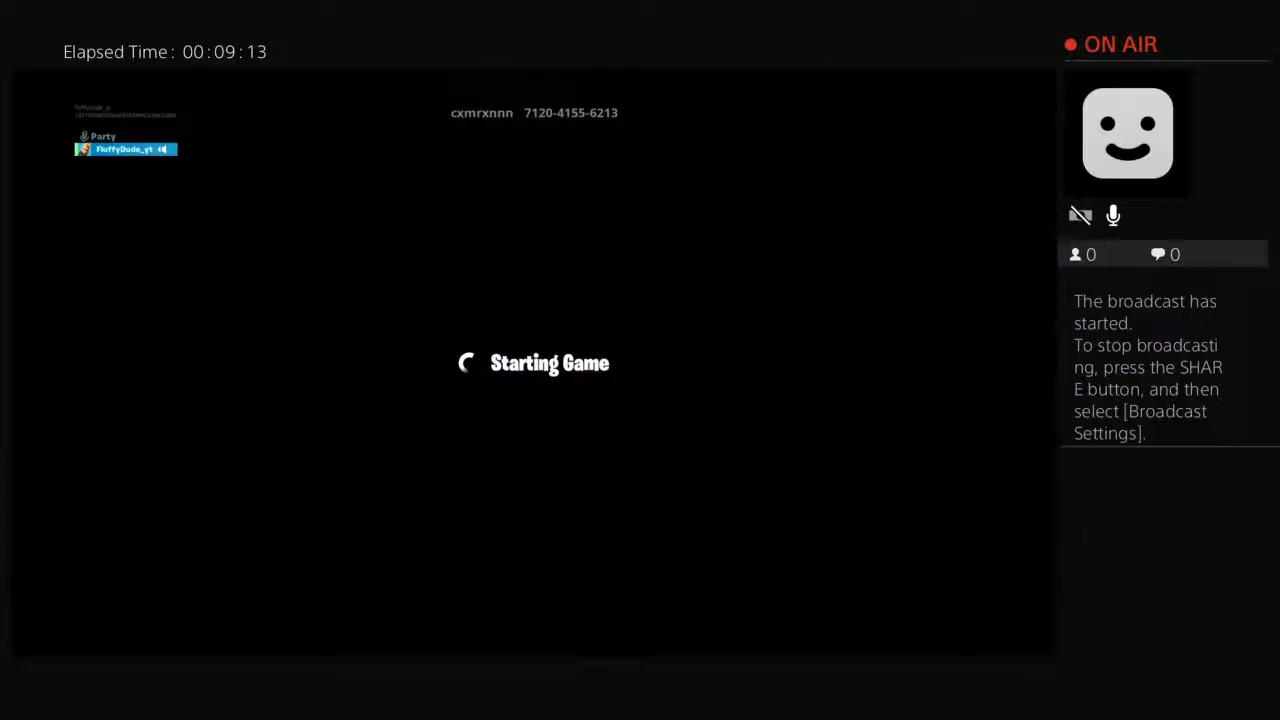 Elapsed Time: 00:09:13
ON AIR
cxmrxnnn 7120-4155-6213
Party
FluffyDude_yt
0 0
Starting Game
The broadcast has
started.
To stop broadcasti
ng, press the SHAR
E button, and then
select [Broadcast
Settings].